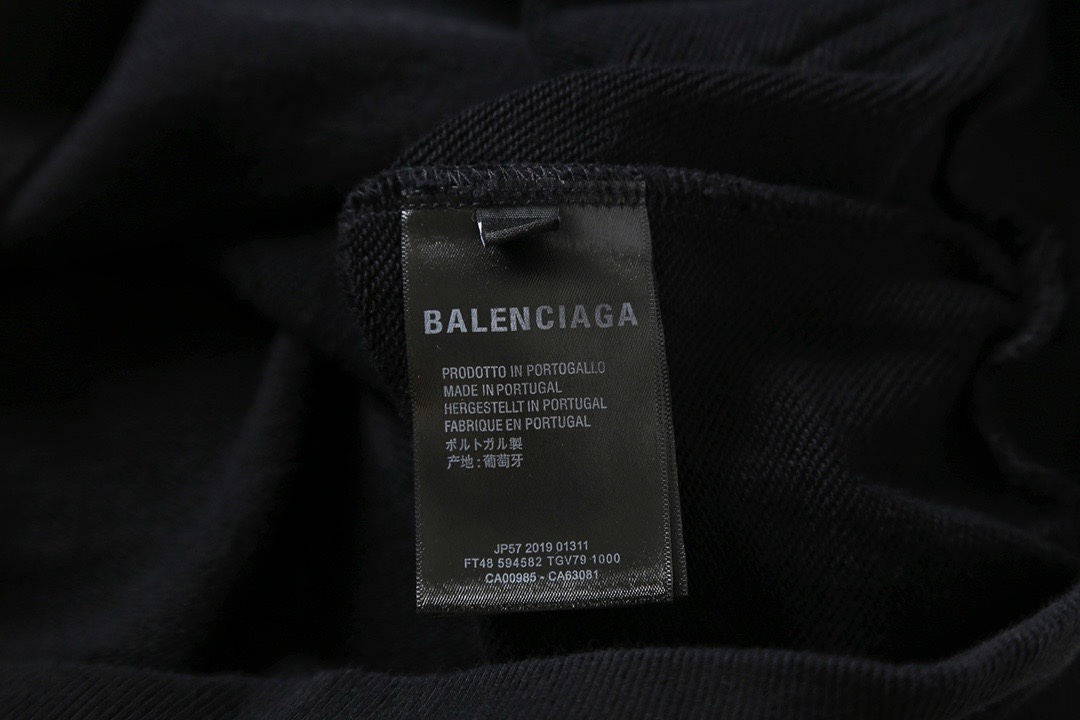 BALENCIAGA
PRODOTTO IN PORTOGALLO
MADE IN PORTUGAL
HERGESTELLT IN PORTUGAL
FABRIQUE EN PORTUGAL
ポルトガル製
产地:葡萄牙
JP57 2019 01311
FT48 594582 TGV79 1000
CA00985 - CA63081